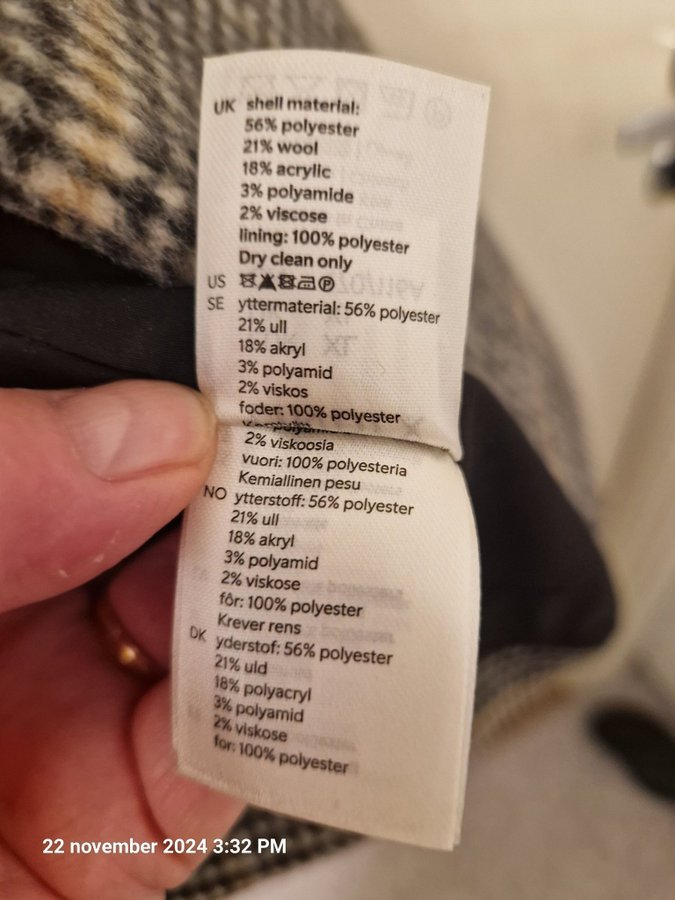 UK shell material:
56% polyester
21% wool
18% acrylic
3% polyamide
2% viscose
lining: 100% polyester
Dry clean only
US
SE yttermaterial: 56% polyester
21% ull
18% akryl
3% polyamid
2% viskos
foder: 100% polyester
2% viskoosia
vuori: 100% polyesteria
Kemiallinen pesu
NO ytterstoff: 56% polyester
21% ull
18% akryl
3% polyamid
2% viskose
fôr: 100% polyester
Krever rens
DK yderstof: 56% polyester
21% uld
18% polyacryl
3% polyamid
2% viskose
for: 100% polyester
22 november 2024 3:32 PM